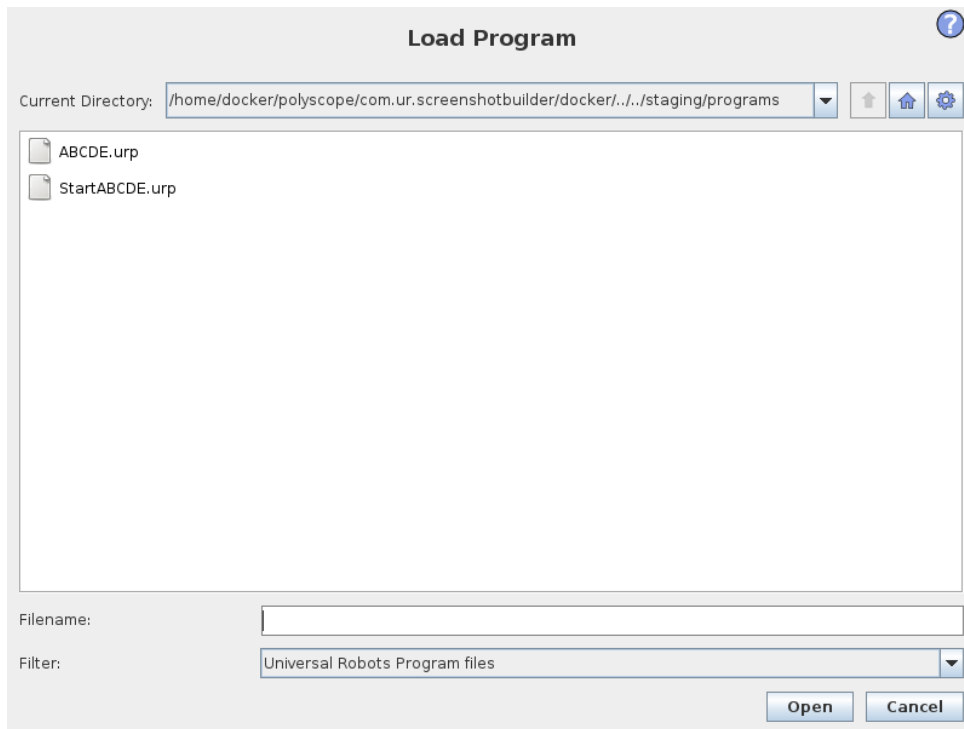 Load Program
?
Current Directory: /home/docker/polyscope/com.ur.screenshotbuilder/docker/../../staging/programs
ABCDE.urp
StartABCDE.urp
Filename:
Filter: Universal Robots Program files
Open Cancel